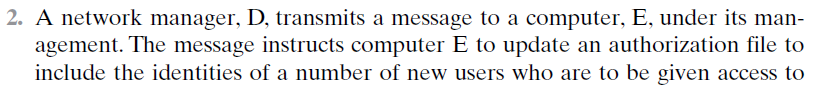 2. A network manager, D, transmits a message to a computer, E, under its man-
agement. The message instructs computer E to update an authorization file to
include the identities of a number of new users who are to be given access to